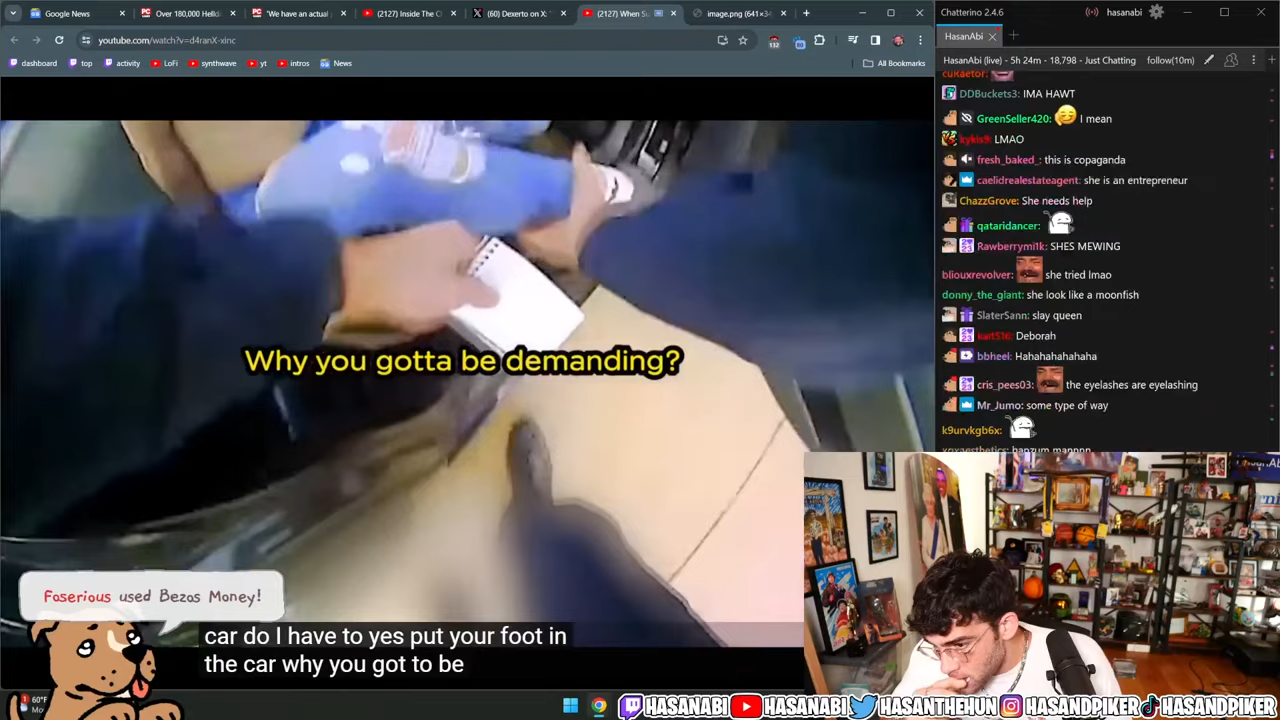 Google News
Over 180,000 Helldi
"We have an actual
(2127) Inside The C
(60) Dexerto on X:
(2127) When S
image.png (641×34
youtube.com/watch?v=d4ranX-xinc
132
dashboard
top
activity
LoFi
synthwave
yt
intros
News
All Bookmarks
Why you gotta be demanding?
car do I have to yes put your foot in
the car why you got to be
Faserious used Bezos Money!
60°F
HASANABI
HASANABI
HASANTHEHUN
HASANDPIKER
HASANDPIKER
Chatterino 2.4.6
hasanabi
HasanAbi
HasanAbi (live) - 5h 24m - 18,798 - Just Chatting
follow(10m)
DDBuckets3: IMA HAWT
GreenSeller420: I mean
kykis9: LMAO
fresh_baked_: this is copaganda
caelidrealestateagent: she is an entrepreneur
ChazzGrove: She needs help
qataridancer:
Rawberrymi1k: SHES MEWING
bliouxrevolver: she tried lmao
donny_the_giant: she look like a moonfish
SlaterSann: slay queen
Deborah
bbheel: Hahahahahahaha
cris_pees03: the eyelashes are eyelashing
Mr_Jumo: some type of way
k9urvkgb6x: